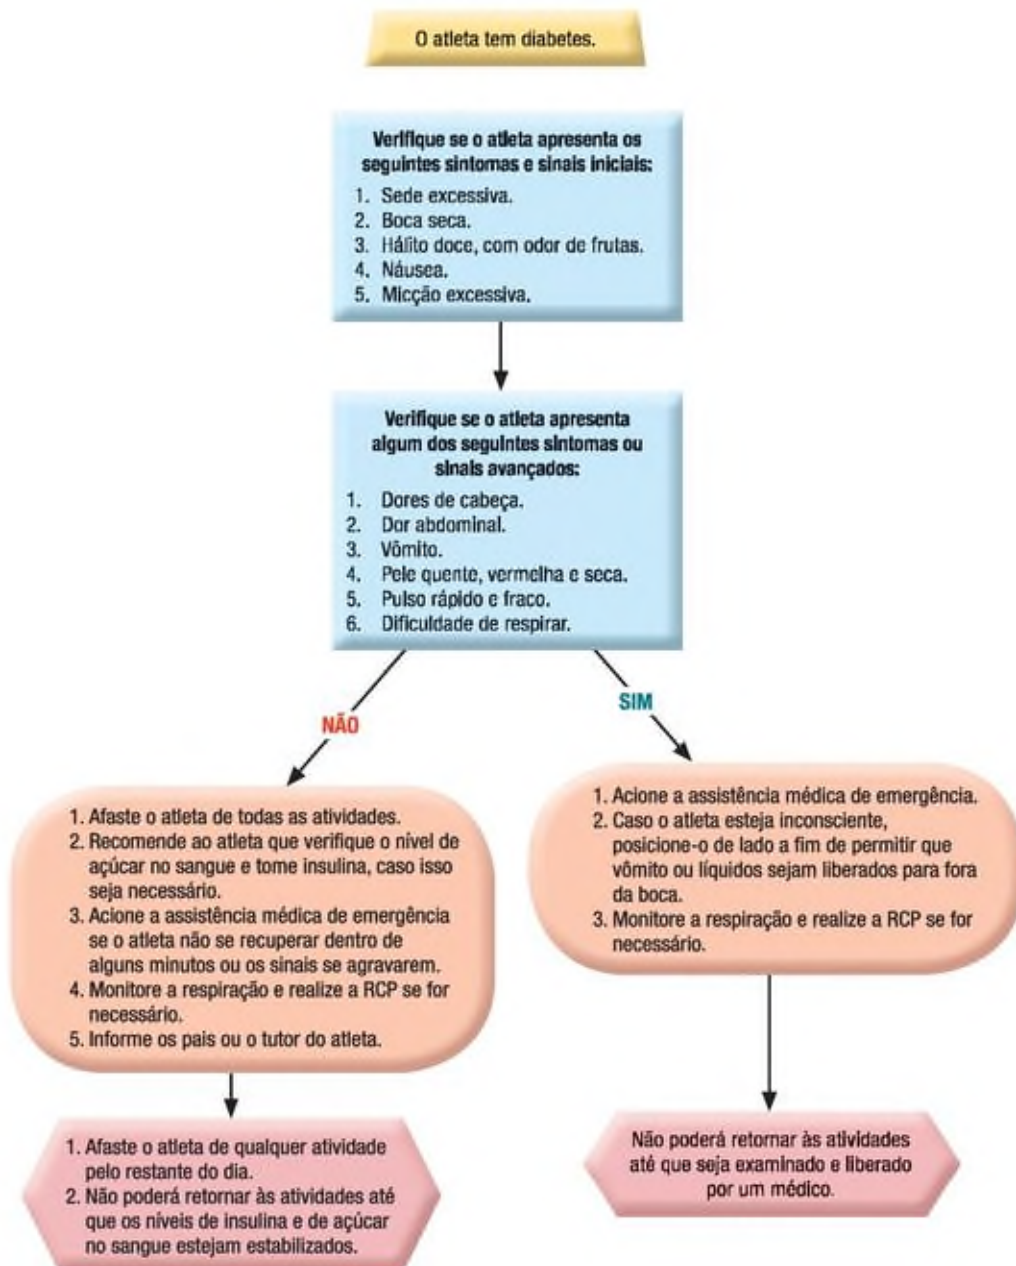 O atleta tem diabetes.
Verifique se o atleta apresenta os
seguintes sintomas e sinais iniciais:
1. Sede excessiva.
2. Boca seca.
3. Hálito doce, com odor de frutas.
4. Náusea.
5. Micção excessiva.
Verifique se o atleta apresenta
algum dos seguintes sintomas ou
sinais avançados:
1. Dores de cabeça.
2. Dor abdominal.
3. Vômito.
4. Pele quente, vermelha e seca.
5. Pulso rápido e fraco.
6. Dificuldade de respirar.
NÃO
SIM
1. Afaste o atleta de todas as atividades.
2. Recomende ao atleta que verifique o nível de
açúcar no sangue e tome insulina, caso isso
seja necessário.
3. Acione a assistência médica de emergência
se o atleta não se recuperar dentro de
alguns minutos ou os sinais se agravarem.
4. Monitore a respiração e realize a RCP se for
necessário.
5. Informe os pais ou o tutor do atleta.
1. Acione a assistência médica de emergência.
2. Caso o atleta esteja inconsciente,
posicione-o de lado a fim de permitir que
vômito ou líquidos sejam liberados para fora
da boca.
3. Monitore a respiração e realize a RCP se for
necessário.
1. Afaste o atleta de qualquer atividade
pelo restante do dia.
2. Não poderá retornar às atividades até
que os níveis de insulina e de açúcar
no sangue estejam estabilizados.
Não poderá retornar às atividades
até que seja examinado e liberado
por um médico.